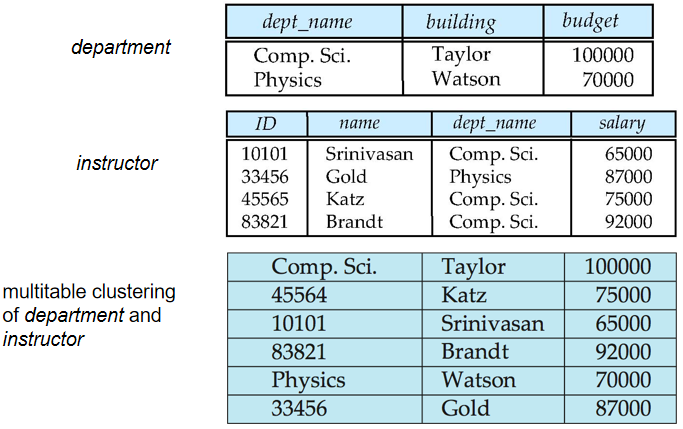 department
dept_name building budget
Comp. Sci. Taylor 100000
Physics Watson 70000
instructor
ID name dept_name salary
10101 Srinivasan Comp. Sci. 65000
33456 Gold Physics 87000
45565 Katz Comp. Sci. 75000
83821 Brandt Comp. Sci. 92000
multitable clustering
of department and
instructor
Comp. Sci. Taylor 100000
45564 Katz 75000
10101 Srinivasan 65000
83821 Brandt 92000
Physics Watson 70000
33456 Gold 87000